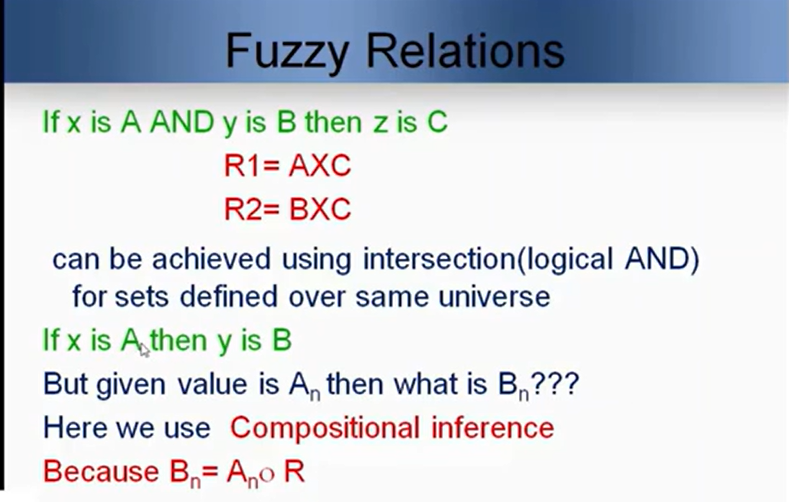 Fuzzy Relations
If x is A AND y is B then z is C
R1= AXC
R2= BXC
can be achieved using intersection(logical AND)
for sets defined over same universe
If x is A then y is B
But given value is Aₙ then what is Bₙ???
Here we use Compositional inference
Because Bₙ= Aₙo R